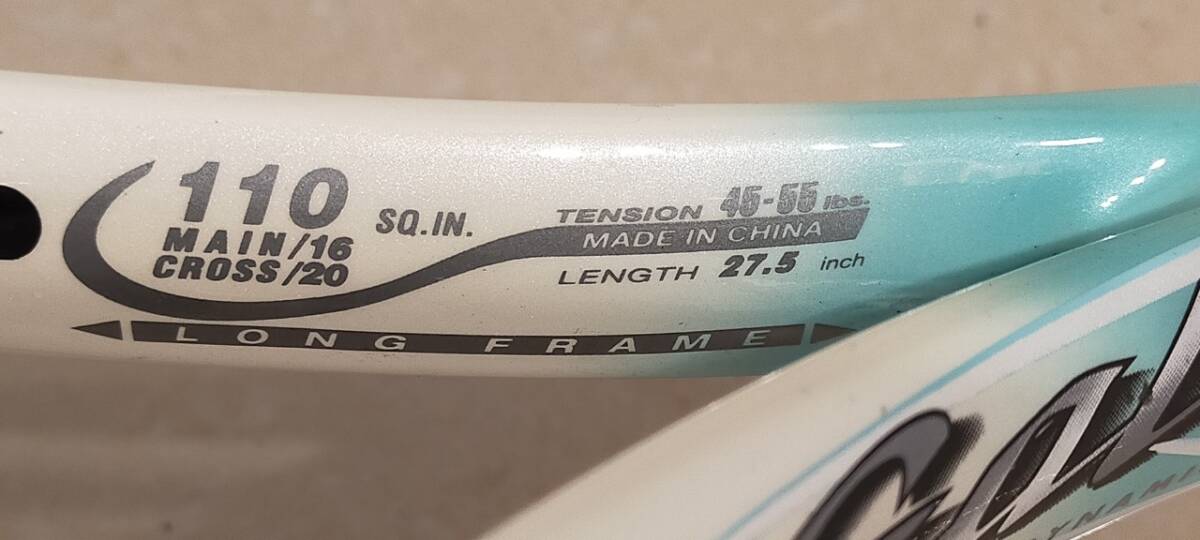 110 SQ.IN.
MAIN/16
CROSS/20
TENSION 45-55 lbs.
MADE IN CHINA
LENGTH 27.5 inch
LONG FRAME